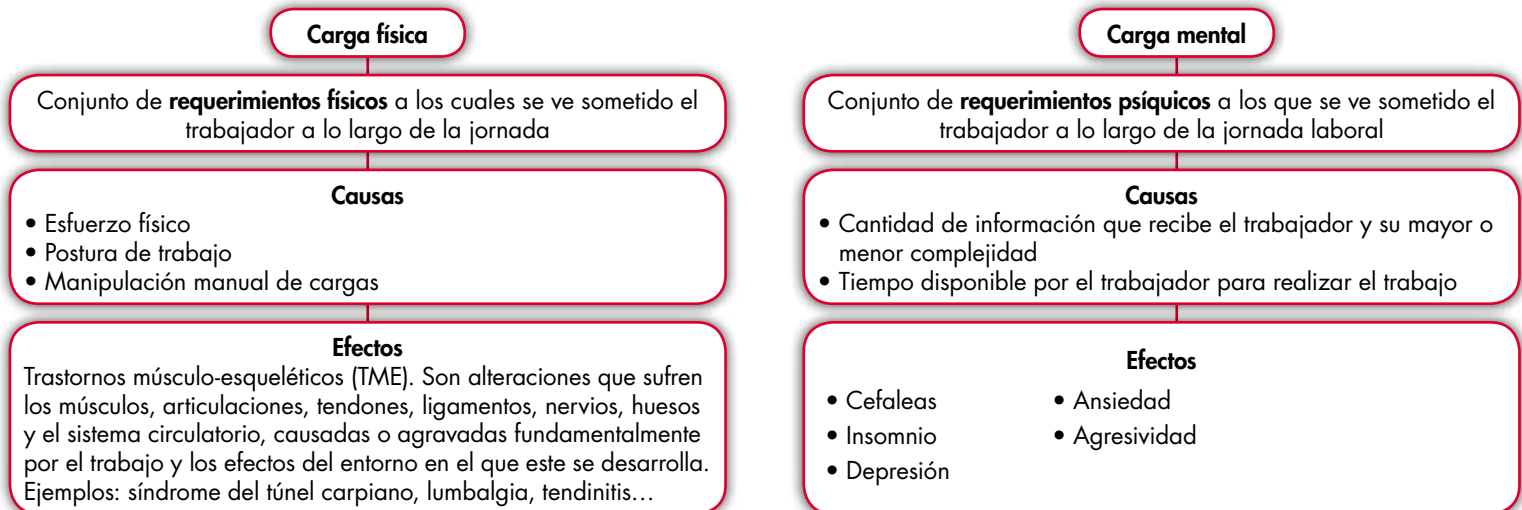 Carga física
Conjunto de requerimientos físicos a los cuales se ve sometido el
trabajador a lo largo de la jornada
Causas
• Esfuerzo físico
• Postura de trabajo
• Manipulación manual de cargas
Efectos
Trastornos músculo-esqueléticos (TME). Son alteraciones que sufren
los músculos, articulaciones, tendones, ligamentos, nervios, huesos
y el sistema circulatorio, causadas o agravadas fundamentalmente
por el trabajo y los efectos del entorno en el que este se desarrolla.
Ejemplos: síndrome del túnel carpiano, lumbalgia, tendinitis…
Carga mental
Conjunto de requerimientos psíquicos a los que se ve sometido el
trabajador a lo largo de la jornada laboral
Causas
• Cantidad de información que recibe el trabajador y su mayor o
menor complejidad
• Tiempo disponible por el trabajador para realizar el trabajo
Efectos
• Cefaleas
• Insomnio
• Depresión
• Ansiedad
• Agresividad